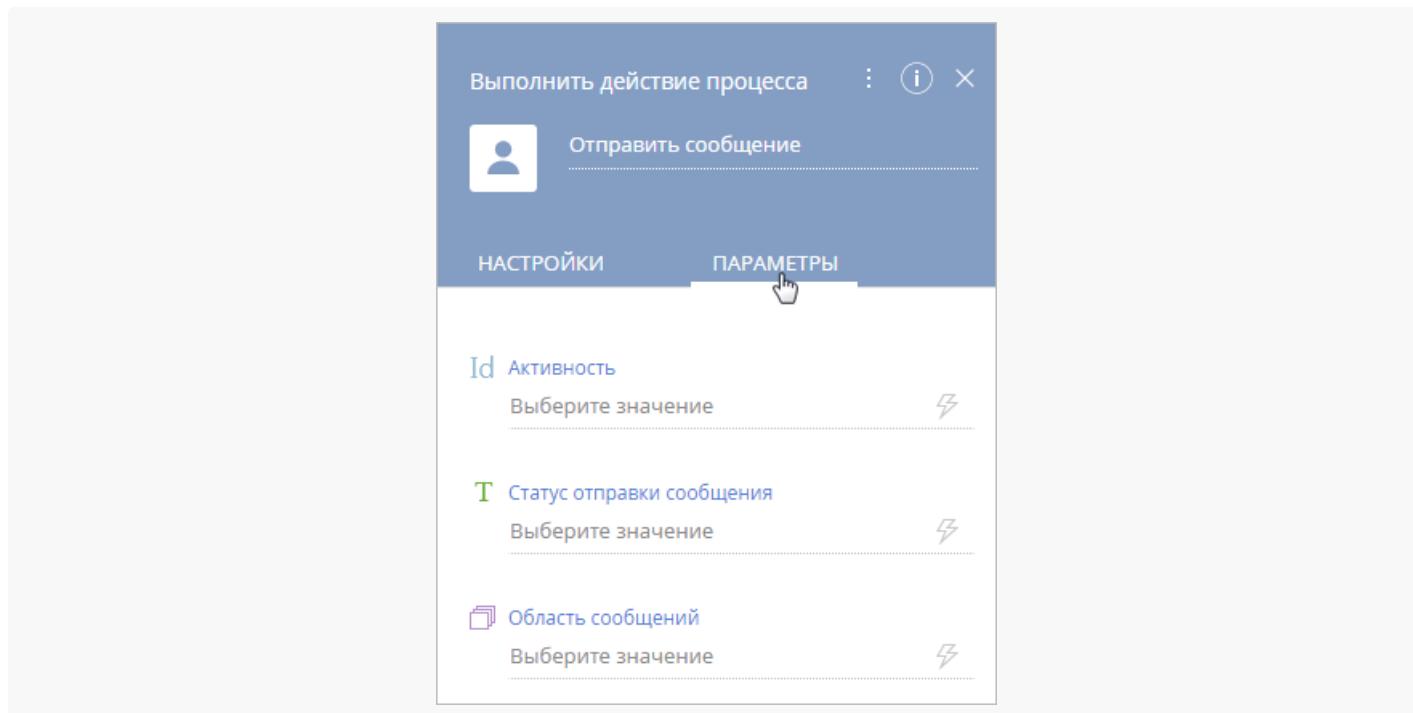 Выполнить действие процесса
Отправить сообщение
НАСТРОЙКИ ПАРАМЕТРЫ
Id Активность
Выберите значение
T Статус отправки сообщения
Выберите значение
Область сообщений
Выберите значение